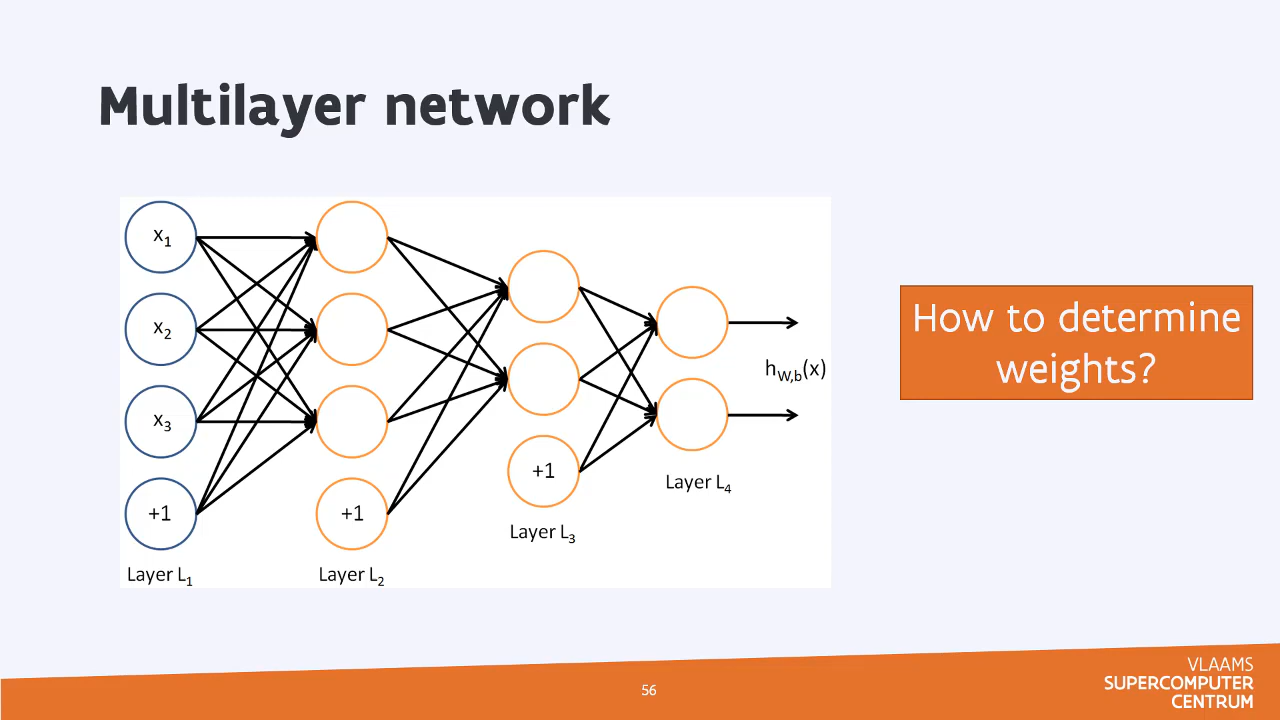 Multilayer network
x1
x2
x3
+1
Layer L1
+1
Layer L2
+1
Layer L3
Layer L4
hW,b(x)
How to determine
weights?
56
VLAAMS
SUPERCOMPUTER
CENTRUM